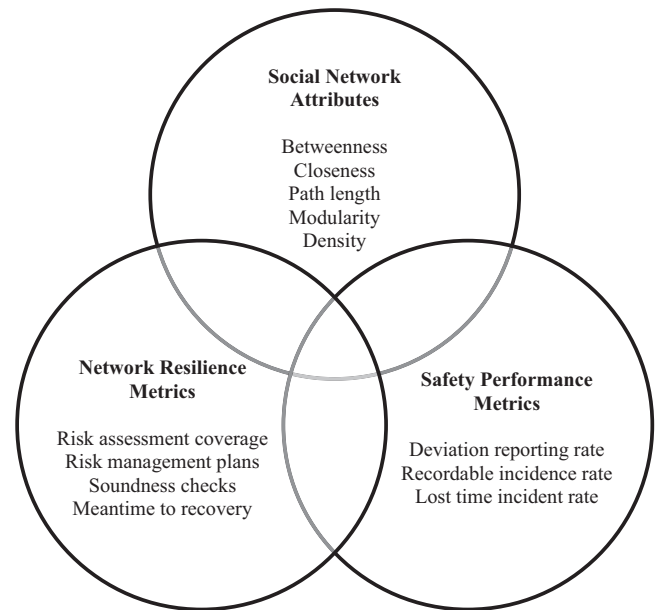 Social Network
Attributes
Betweenness
Closeness
Path length
Modularity
Density
Network Resilience
Metrics
Risk assessment coverage
Risk management plans
Soundness checks
Meantime to recovery
Safety Performance
Metrics
Deviation reporting rate
Recordable incidence rate
Lost time incident rate